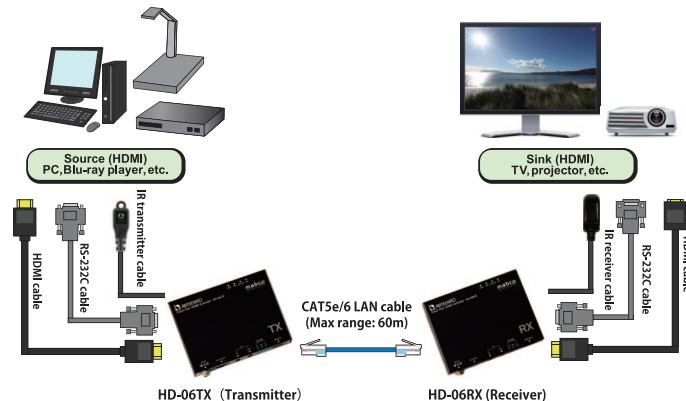 Source (HDMI)
PC,Blu-ray player,etc.
Sink (HDMI)
TV,projector,etc.
HDMI cable
RS-232C cable
IR transmitter cable
IR receiver cable
RS-232C cable
HDMI cable
TX
CAT5e/6 LAN cable
(Max range: 60m)
RX
HD-06TX (Transmitter)
HD-06RX (Receiver)